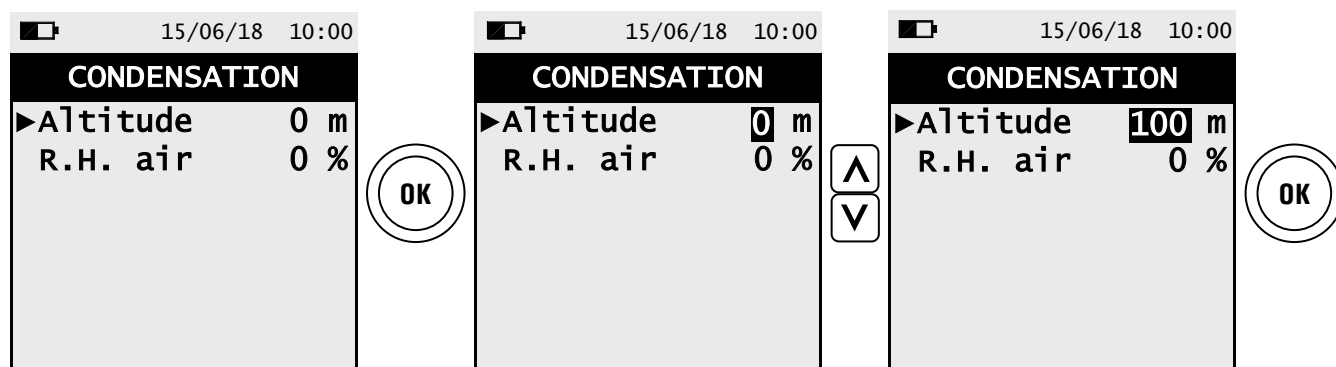 15/06/18 10:00
CONDENSATION
►Altitude 0 m
R.H. air 0 %
OK
15/06/18 10:00
CONDENSATION
►Altitude 0 m
R.H. air 0 %
15/06/18 10:00
CONDENSATION
►Altitude 100 m
R.H. air 0 %
OK